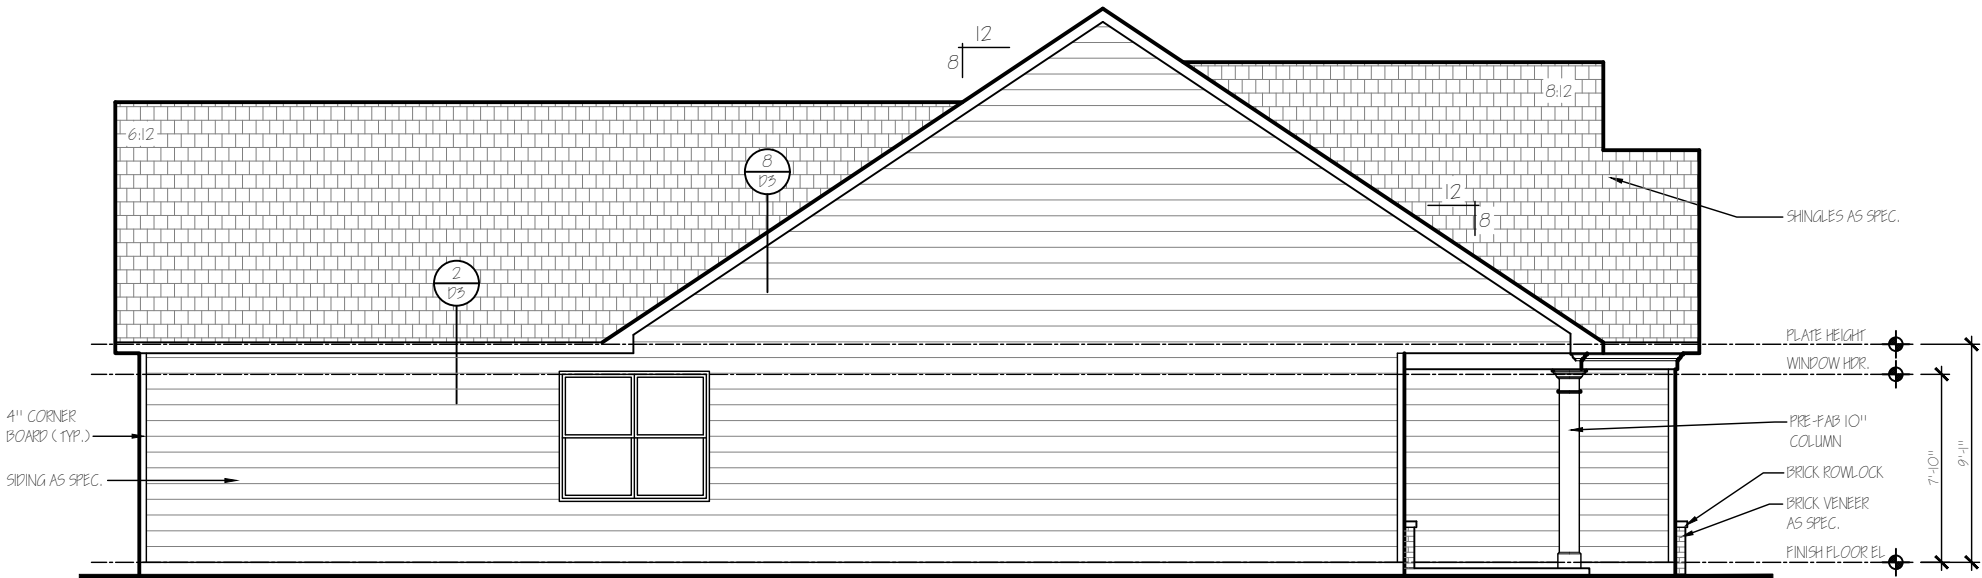 12
8
8:12
6:12
8
D3
12
8
SHINGLES AS SPEC.
2
D3
PLATE HEIGHT
WINDOW HDR.
4" CORNER
BOARD (TYP.)
PRE-FAB 10"
COLUMN
9'-1"
7'-10"
BRICK ROWLOCK
SIDING AS SPEC.
BRICK VENEER
AS SPEC.
FINISH FLOOR EL